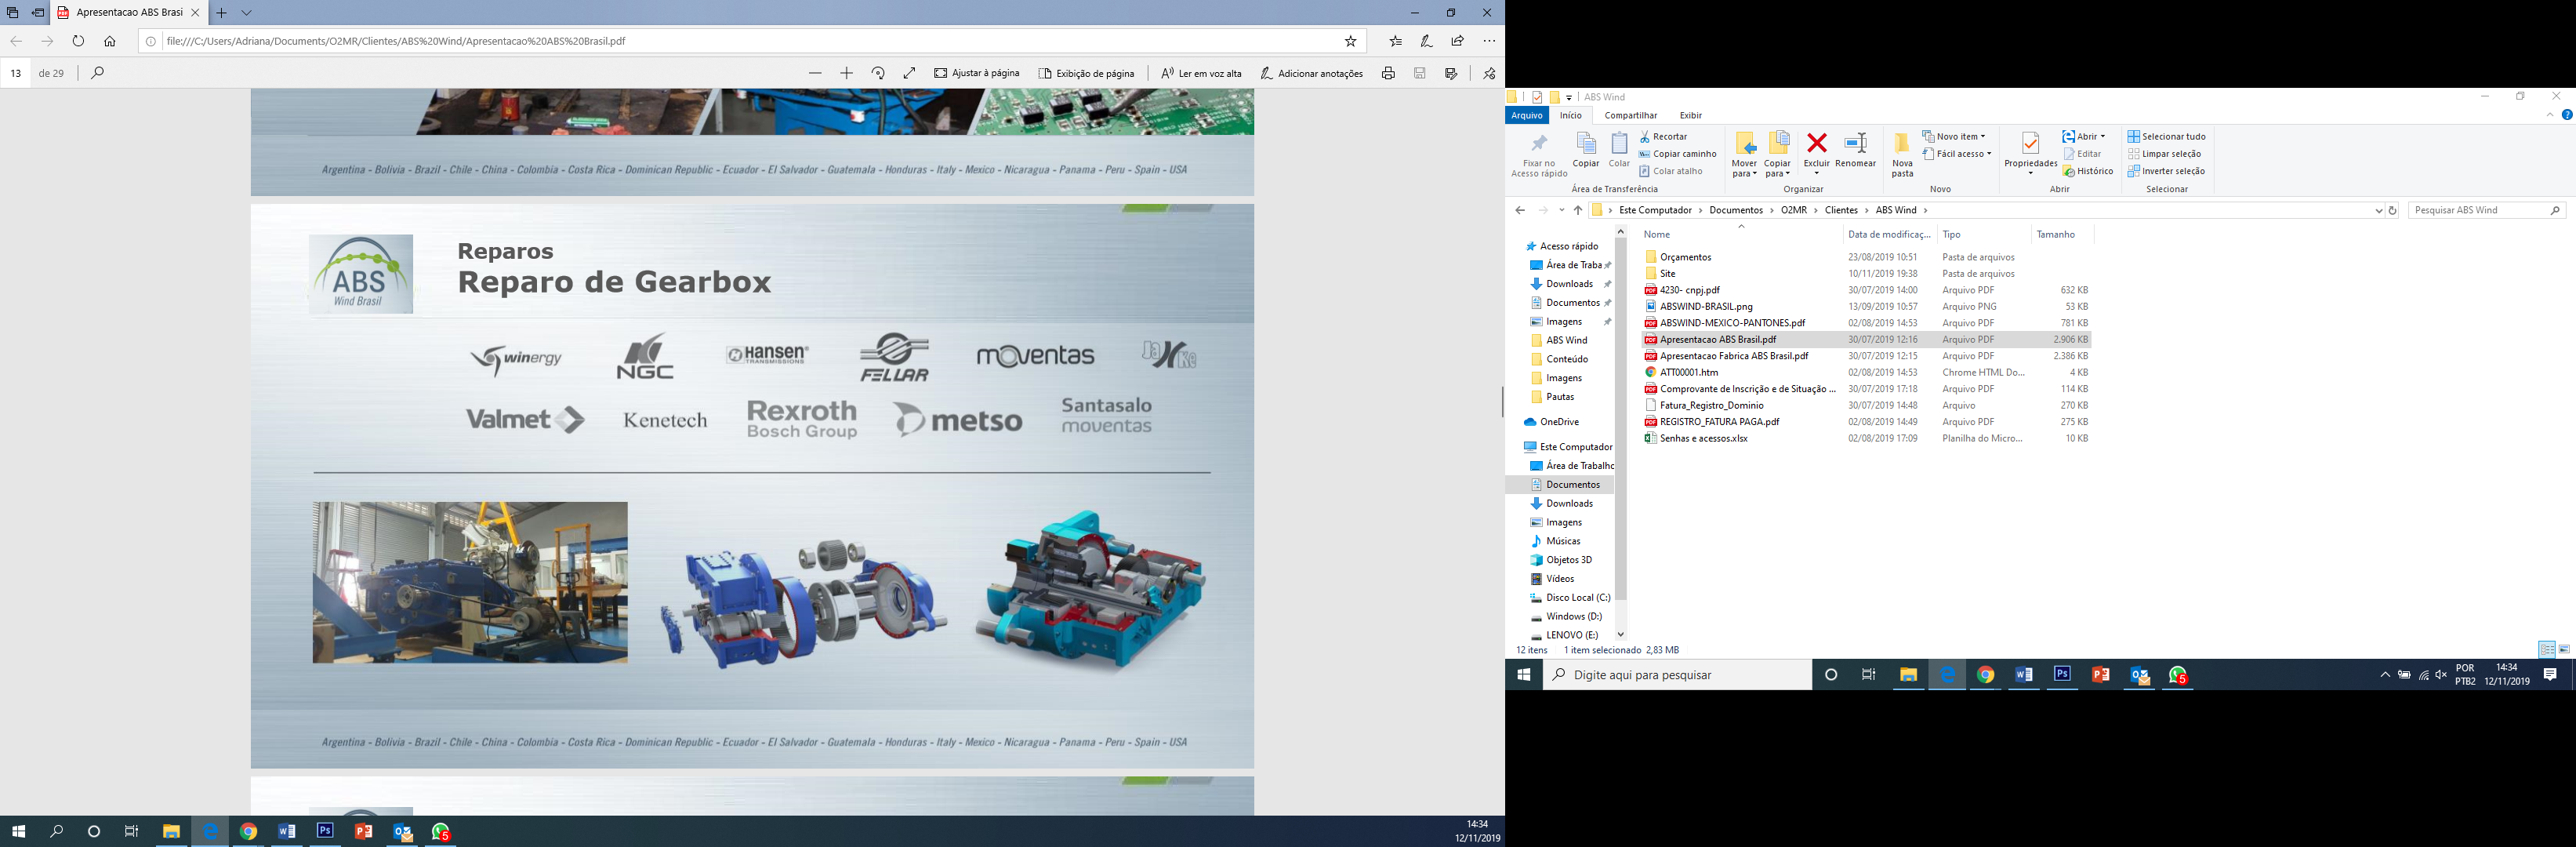 Apresentacao ABS Brasi
file:///C:/Users/Adriana/Documents/O2MR/Clientes/ABS%20Wind/Apresentacao%20ABS%20Brasil.pdf
13 de 29
Ajustar à página
Exibição de página
Ler em voz alta
Adicionar anotações
Argentina - Bolivia - Brazil - Chile - China - Colombia - Costa Rica - Dominican Republic - Ecuador - El Salvador - Guatemala - Honduras - Italy - Mexico - Nicaragua - Panama - Peru - Spain - USA
ABS
Wind Brasil
Reparos
Reparo de Gearbox
winergy
NGC
HANSEN
TRANSMISSIONS
FELLAR
moventas
Jahke
Valmet
Kenetech
Rexroth
Bosch Group
metso
Santasalo
moventas
Argentina - Bolivia - Brazil - Chile - China - Colombia - Costa Rica - Dominican Republic - Ecuador - El Salvador - Guatemala - Honduras - Italy - Mexico - Nicaragua - Panama - Peru - Spain - USA
14:34
12/11/2019
ABS Wind
Arquivo Início Compartilhar Exibir
Fixar no
Acesso rápido
Copiar
Colar
Recortar
Copiar caminho
Colar atalho
Área de Transferência
Mover
para
Copiar
para
Excluir
Renomear
Organizar
Nova
pasta
Novo item
Fácil acesso
Novo
Propriedades
Abrir
Editar
Histórico
Abrir
Selecionar tudo
Limpar seleção
Inverter seleção
Selecionar
Este Computador > Documentos > O2MR > Clientes > ABS Wind >
Pesquisar ABS Wind
Acesso rápido
Área de Traba
Downloads
Documentos
Imagens
ABS Wind
Conteúdo
Imagens
Pautas
OneDrive
Este Computador
Área de Trabalho
Documentos
Downloads
Imagens
Músicas
Objetos 3D
Vídeos
Disco Local (C:)
Windows (D:)
LENOVO (E:)
Nome Data de modificaç... Tipo Tamanho
Orçamentos 23/08/2019 10:51 Pasta de arquivos
Site 10/11/2019 19:38 Pasta de arquivos
4230- cnpj.pdf 30/07/2019 14:00 Arquivo PDF 632 KB
ABSWIND-BRASIL.png 13/09/2019 10:57 Arquivo PNG 53 KB
ABSWIND-MEXICO-PANTONES.pdf 02/08/2019 14:53 Arquivo PDF 781 KB
Apresentacao ABS Brasil.pdf 30/07/2019 12:16 Arquivo PDF 2.906 KB
Apresentacao Fabrica ABS Brasil.pdf 30/07/2019 12:15 Arquivo PDF 2.386 KB
ATT00001.htm 02/08/2019 14:53 Chrome HTML Do... 4 KB
Comprovante de Inscrição e de Situação ... 30/07/2019 17:18 Arquivo PDF 114 KB
Fatura_Registro_Dominio 30/07/2019 14:48 Arquivo 270 KB
REGISTRO_FATURA PAGA.pdf 02/08/2019 14:49 Arquivo PDF 275 KB
Senhas e acessos.xlsx 02/08/2019 17:09 Planilha do Micro... 10 KB
12 itens 1 item selecionado 2,83 MB
Digite aqui para pesquisar
POR
PTB2
14:34
12/11/2019